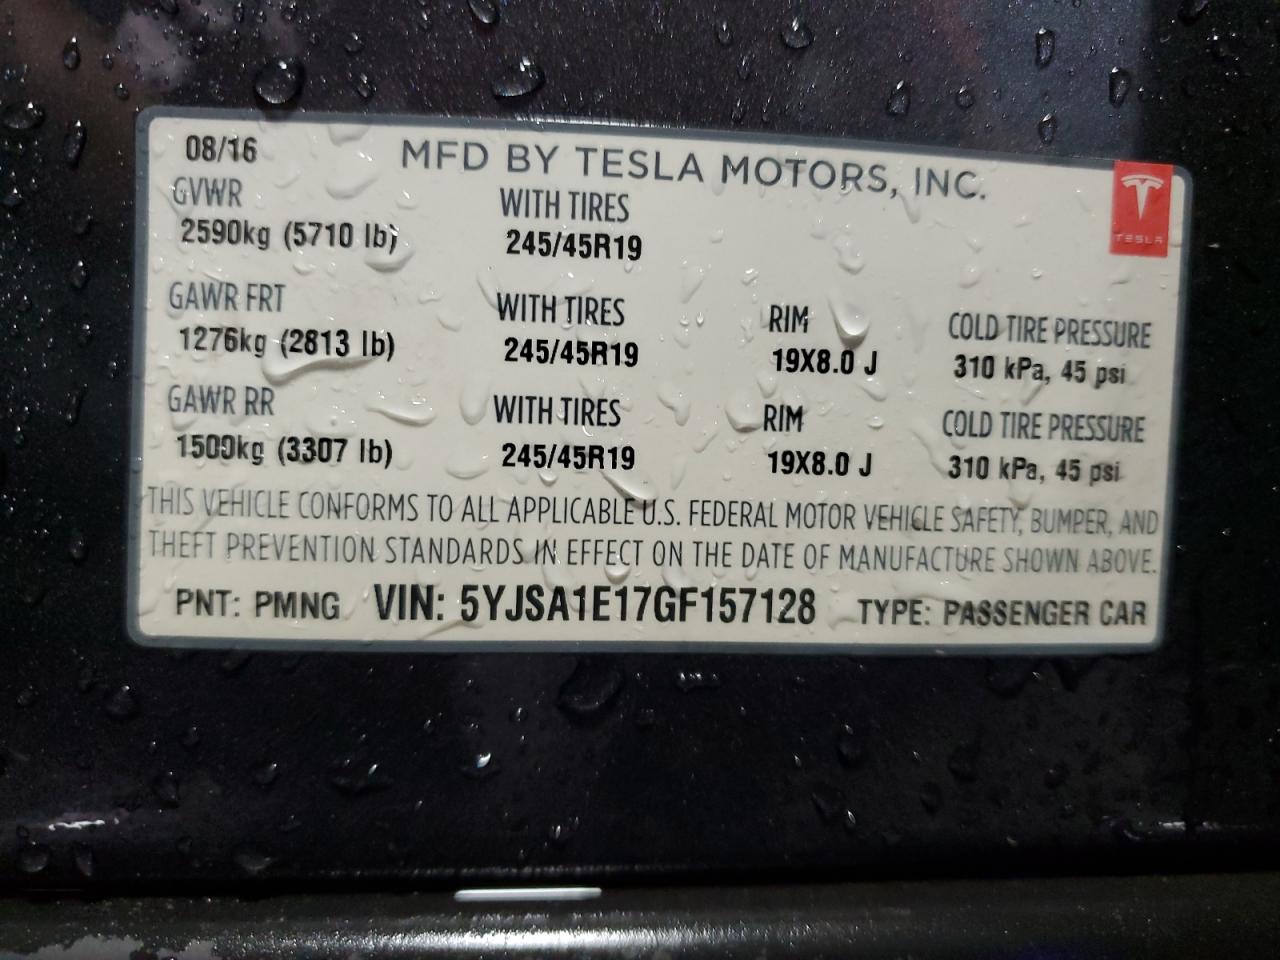 08/16 MFD BY TESLA MOTORS, INC.
TESLA
GVWR WITH TIRES
2590kg (5710 lb) 245/45R19
GAWR FRT WITH TIRES RIM COLD TIRE PRESSURE
1276kg (2813 lb) 245/45R19 19X8.0 J 310 kPa, 45 psi
GAWR RR WITH TIRES RIM COLD TIRE PRESSURE
1500kg (3307 lb) 245/45R19 19X8.0 J 310 kPa, 45 psi
THIS VEHICLE CONFORMS TO ALL APPLICABLE U.S. FEDERAL MOTOR VEHICLE SAFETY, BUMPER, AND
THEFT PREVENTION STANDARDS IN EFFECT ON THE DATE OF MANUFACTURE SHOWN ABOVE.
PNT: PMNG VIN: 5YJSA1E17GF157128 TYPE: PASSENGER CAR